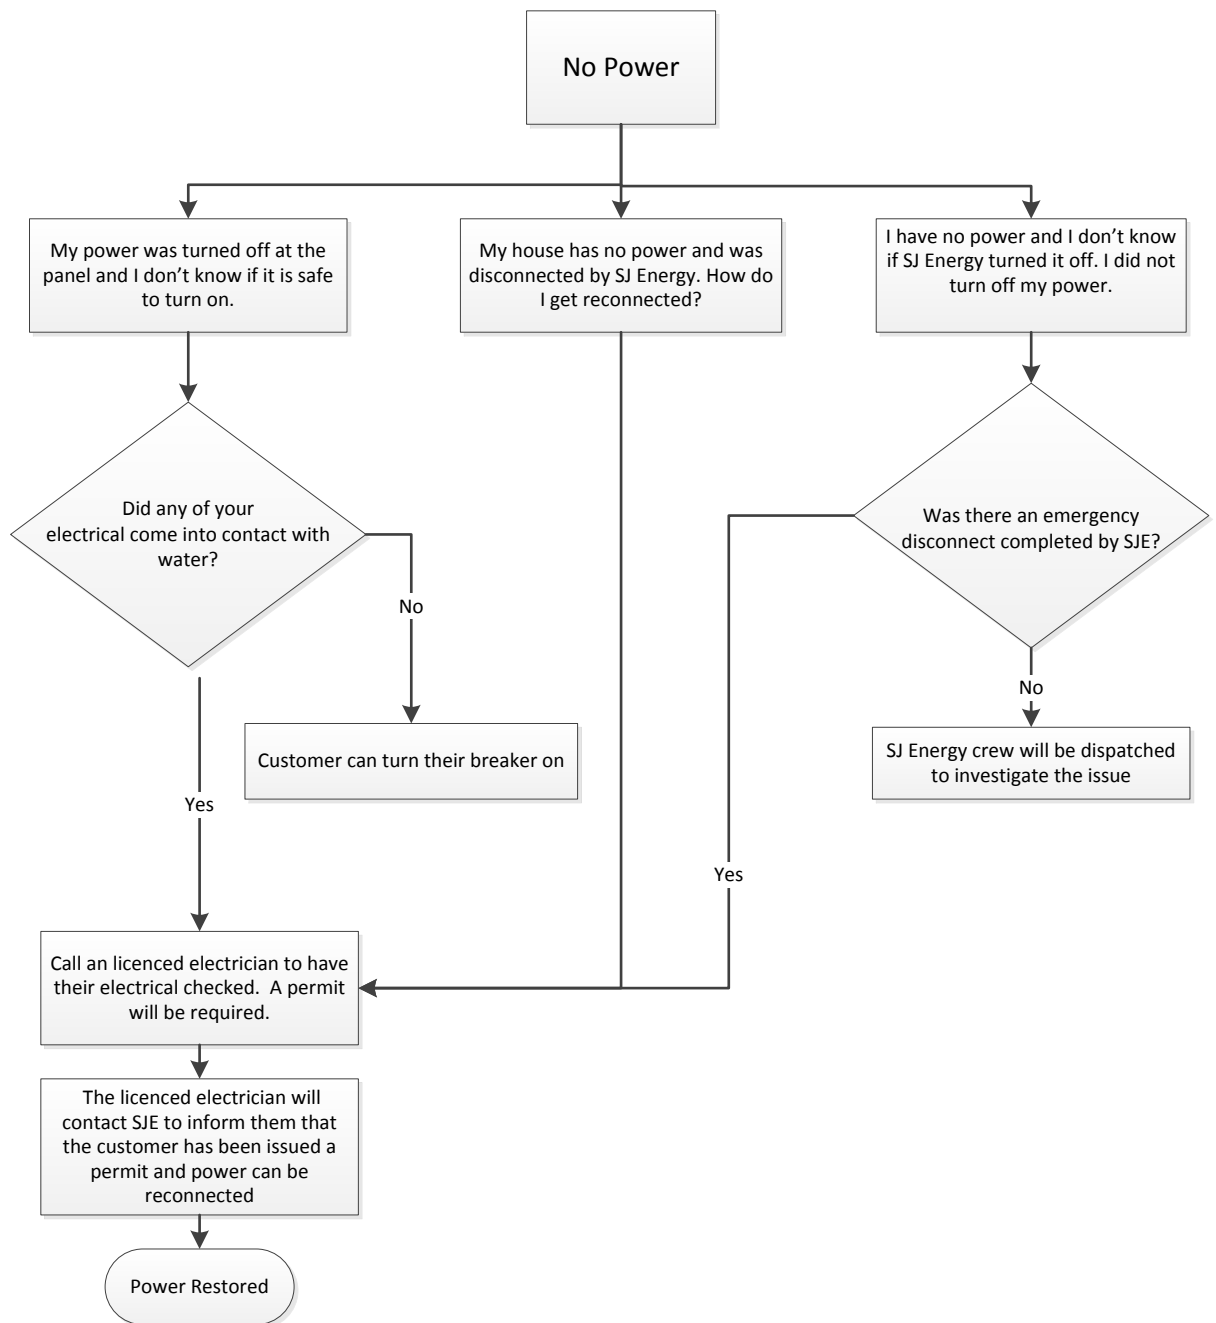 No Power
My power was turned off at the
panel and I don’t know if it is safe
to turn on.
My house has no power and was
disconnected by SJ Energy. How do
I get reconnected?
I have no power and I don’t know
if SJ Energy turned it off. I did not
turn off my power.
Did any of your
electrical come into contact with
water?
Was there an emergency
disconnect completed by SJE?
No
No
Customer can turn their breaker on
SJ Energy crew will be dispatched
to investigate the issue
Yes
Yes
Call an licenced electrician to have
their electrical checked.  A permit
will be required.
The licenced electrician will
contact SJE to inform them that
the customer has been issued a
permit and power can be
reconnected
Power Restored